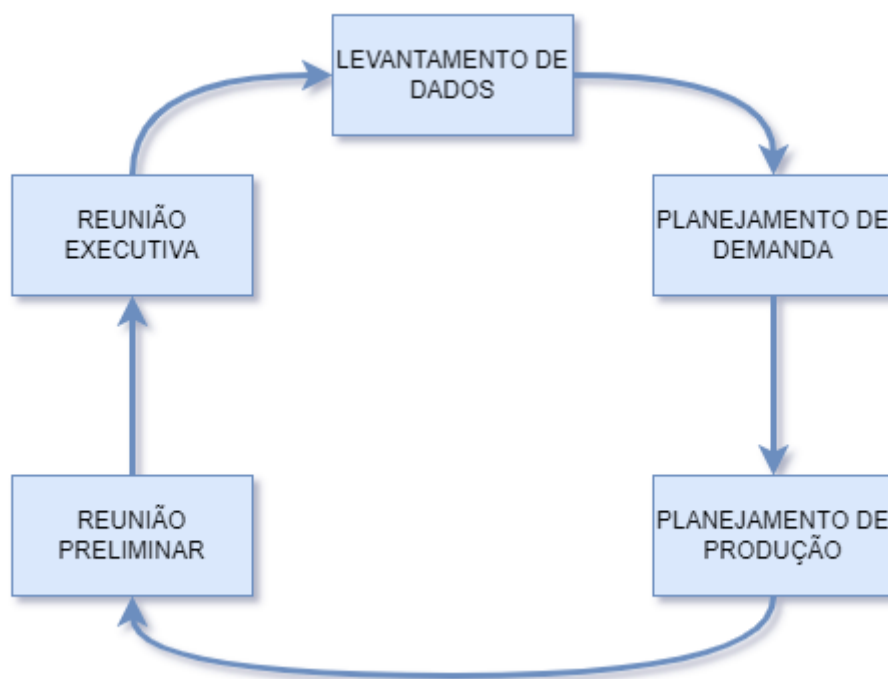 LEVANTAMENTO DE
DADOS
REUNIÃO
EXECUTIVA
PLANEJAMENTO DE
DEMANDA
REUNIÃO
PRELIMINAR
PLANEJAMENTO DE
PRODUÇÃO